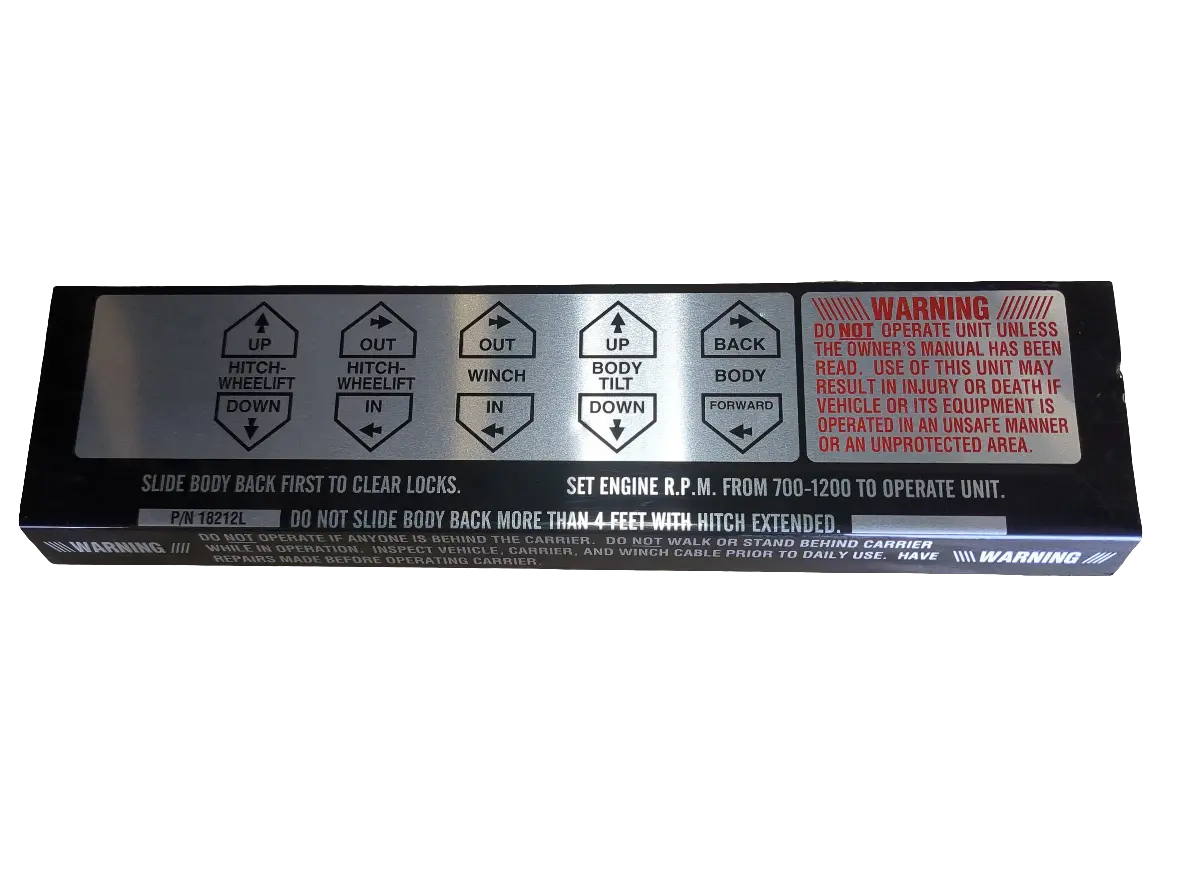 UP
HITCH-
WHEELIFT
DOWN
OUT
HITCH-
WHEELIFT
IN
OUT
WINCH
IN
UP
BODY
TILT
DOWN
BACK
BODY
FORWARD
WARNING
DO NOT OPERATE UNIT UNLESS
THE OWNER'S MANUAL HAS BEEN
READ. USE OF THIS UNIT MAY
RESULT IN INJURY OR DEATH IF
VEHICLE OR ITS EQUIPMENT IS
OPERATED IN AN UNSAFE MANNER
OR AN UNPROTECTED AREA.
SLIDE BODY BACK FIRST TO CLEAR LOCKS.
SET ENGINE R.P.M. FROM 700-1200 TO OPERATE UNIT.
P/N 18212L
DO NOT SLIDE BODY BACK MORE THAN 4 FEET WITH HITCH EXTENDED.
WARNING
DO NOT OPERATE IF ANYONE IS BEHIND THE CARRIER. DO NOT WALK OR STAND BEHIND CARRIER
WHILE IN OPERATION. INSPECT VEHICLE, CARRIER, AND WINCH CABLE PRIOR TO DAILY USE. HAVE
REPAIRS MADE BEFORE OPERATING CARRIER.
WARNING